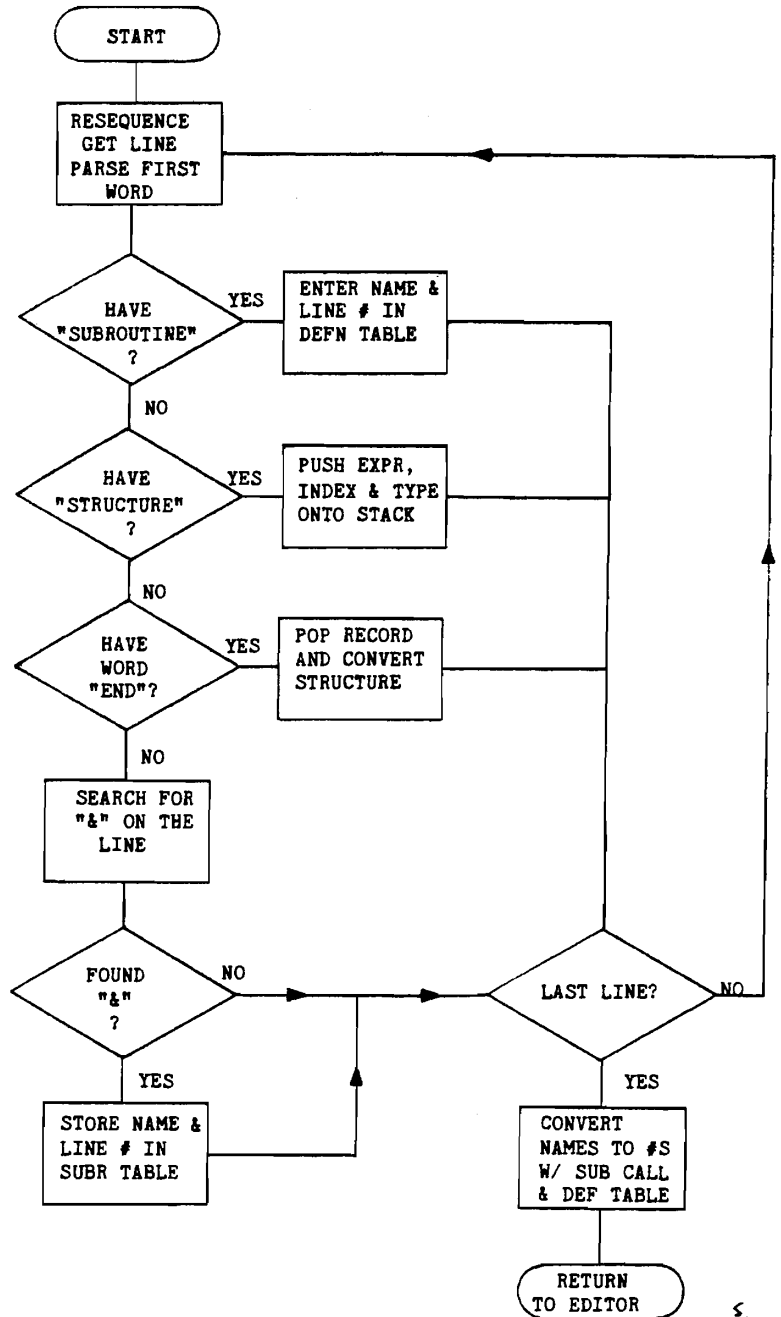 START
RESEQUENCE
GET LINE
PARSE FIRST
WORD
HAVE
"SUBROUTINE"
?
YES
ENTER NAME &
LINE # IN
DEFN TABLE
NO
HAVE
"STRUCTURE"
?
YES
PUSH EXPR,
INDEX & TYPE
ONTO STACK
NO
HAVE
WORD
"END"?
YES
POP RECORD
AND CONVERT
STRUCTURE
NO
SEARCH FOR
"&" ON THE
LINE
FOUND
"&"
?
NO
LAST LINE?
NO
YES
STORE NAME &
LINE # IN
SUBR TABLE
YES
CONVERT
NAMES TO #S
W/ SUB CALL
& DEF TABLE
RETURN
TO EDITOR